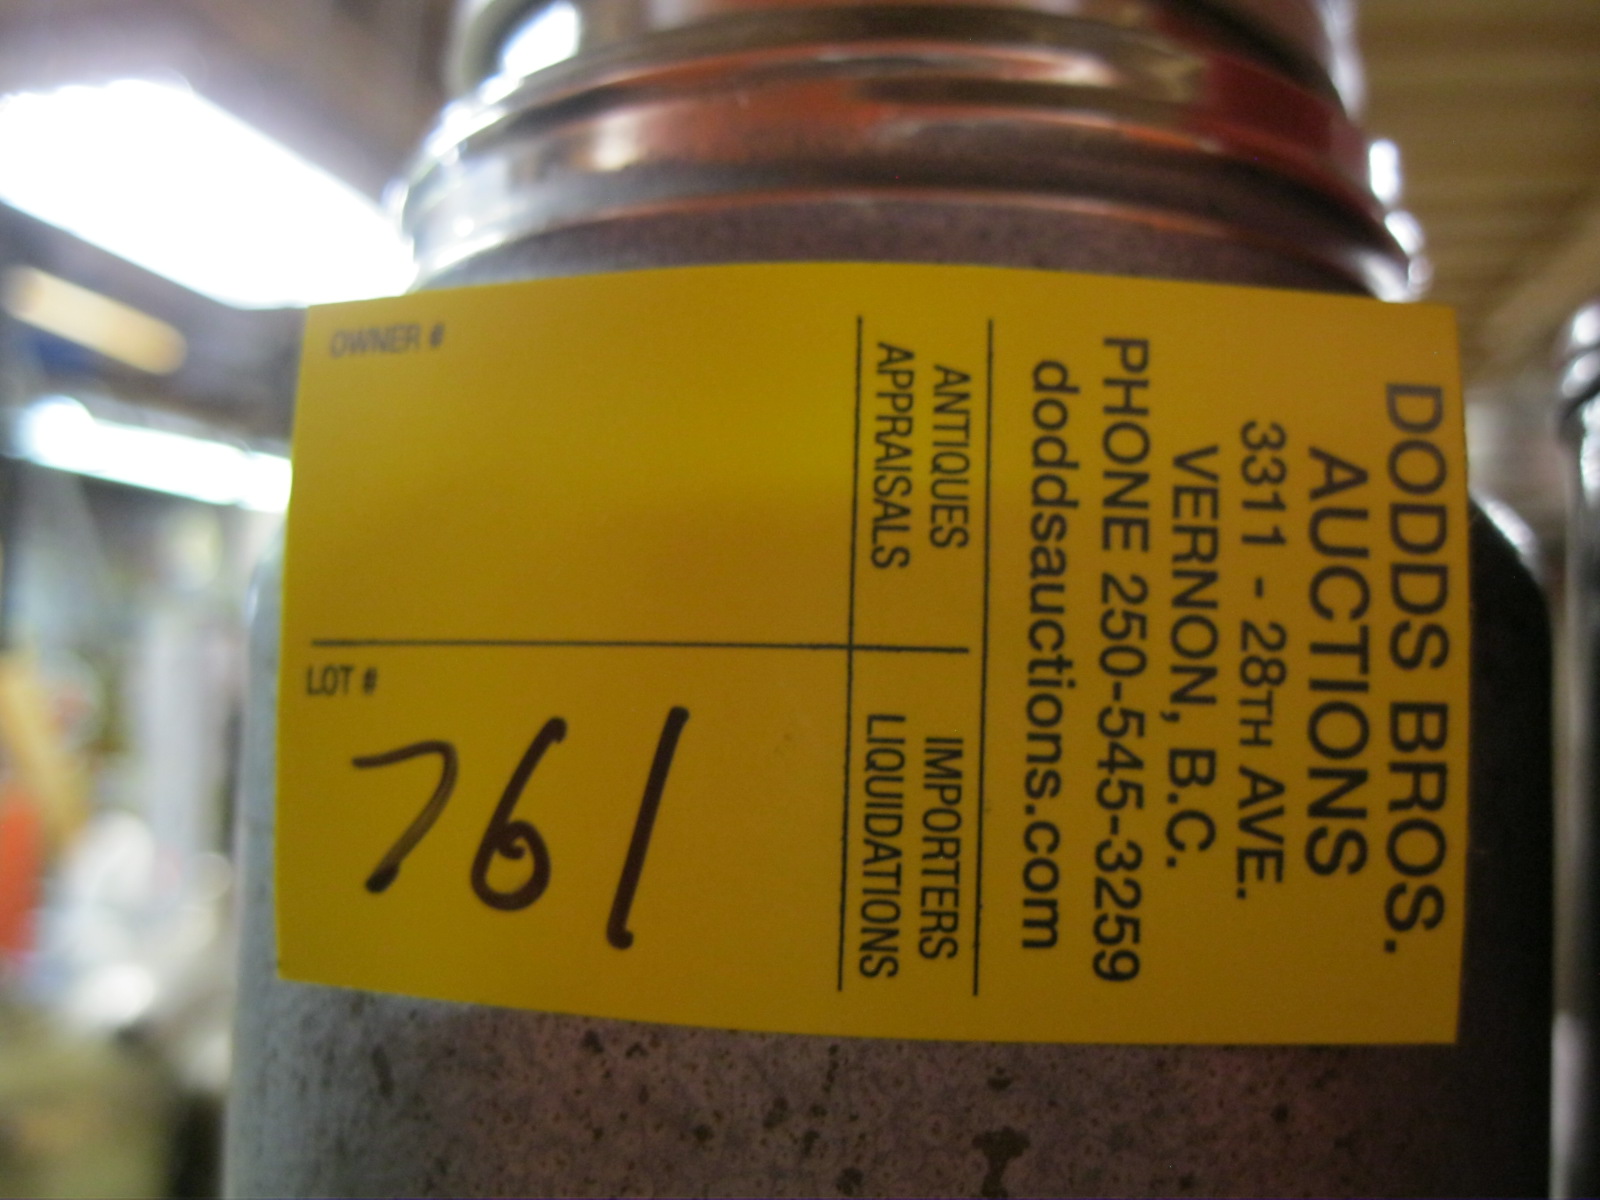 DODDS BROS.
AUCTIONS
3311 - 28TH AVE.
VERNON, B.C.
PHONE 250-545-3259
doddsauctions.com
ANTIQUES
APPRAISALS
IMPORTERS
LIQUIDATIONS
OWNER #
LOT #
761